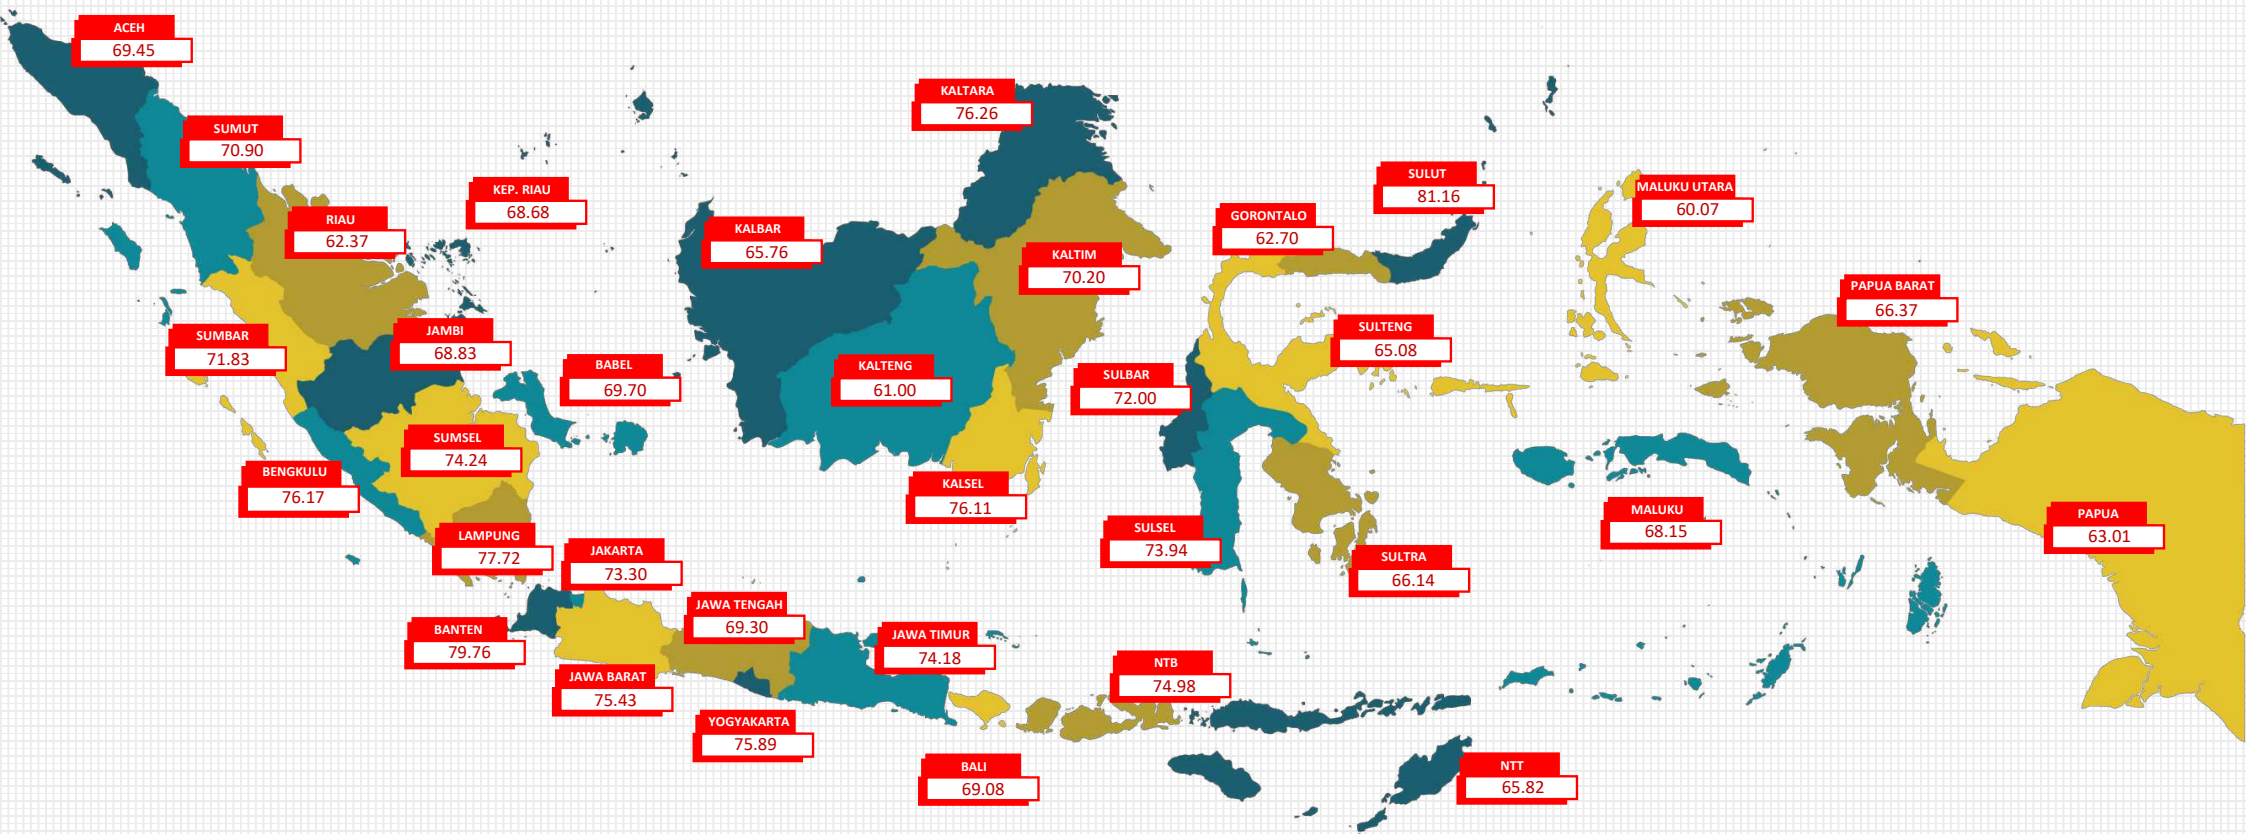 ACEH
69.45
SUMUT
70.90
KEP. RIAU
68.68
RIAU
62.37
SUMBAR
71.83
JAMBI
68.83
BABEL
69.70
SUMSEL
74.24
BENGKULU
76.17
LAMPUNG
77.72
JAKARTA
73.30
BANTEN
79.76
JAWA BARAT
75.43
JAWA TENGAH
69.30
YOGYAKARTA
75.89
JAWA TIMUR
74.18
BALI
69.08
NTB
74.98
NTT
65.82
KALTARA
76.26
KALBAR
65.76
KALTIM
70.20
KALTENG
61.00
KALSEL
76.11
SULUT
81.16
GORONTALO
62.70
SULTENG
65.08
SULBAR
72.00
SULSEL
73.94
SULTRA
66.14
MALUKU UTARA
60.07
MALUKU
68.15
PAPUA BARAT
66.37
PAPUA
63.01